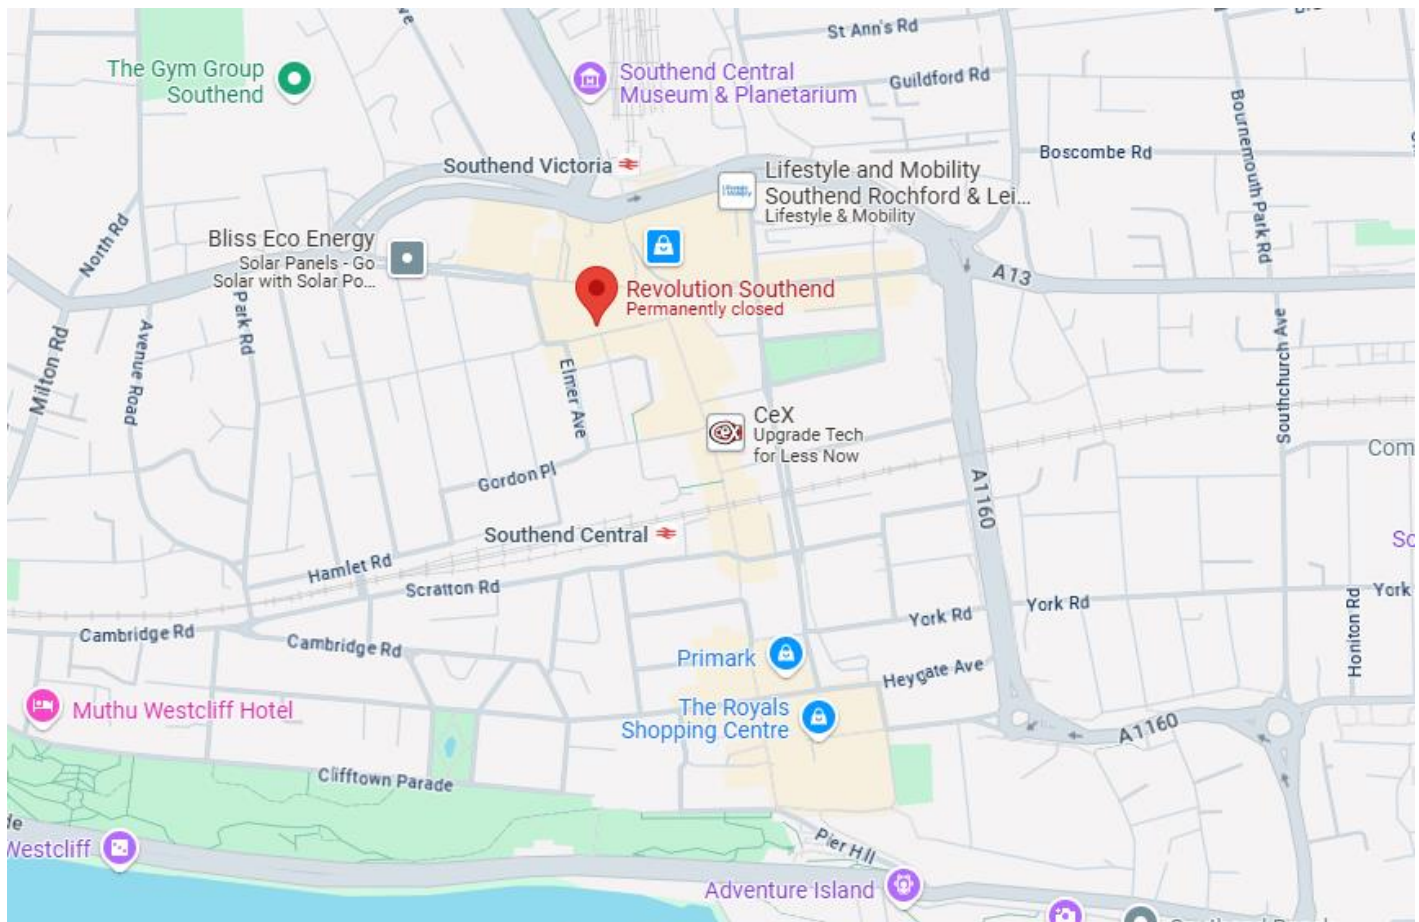 St Ann's Rd
The Gym Group
Southend
Southend Central
Museum & Planetarium
Guildford Rd
Bournemouth Park Rd
Boscombe Rd
Southend Victoria
Lifestyle and Mobility
Southend Rochford & Lei...
Lifestyle & Mobility
North Rd
Bliss Eco Energy
Solar Panels - Go
Solar with Solar Po...
A13
Revolution Southend
Permanently closed
Park Rd
Milton Rd
Avenue Road
Elmer Ave
Southchurch Ave
CeX
Upgrade Tech
for Less Now
Com
Gordon Pl
A1160
Southend Central
So
Hamlet Rd
Scratton Rd
York Rd
York Rd
York
Honiton Rd
Cambridge Rd
Cambridge Rd
Primark
Heygate Ave
Muthu Westcliff Hotel
The Royals
Shopping Centre
A1160
Clifftown Parade
de
Westcliff
Pier Hill
Adventure Island